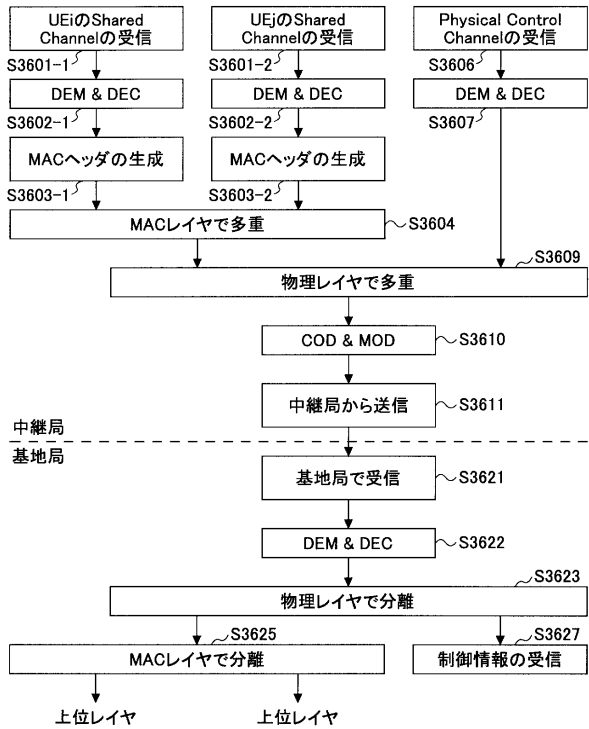 UEiのShared
Channelの受信
UEjのShared
Channelの受信
Physical Control
Channelの受信
S3601-1
S3601-2
S3606
DEM & DEC
DEM & DEC
DEM & DEC
S3602-1
S3602-2
S3607
MACヘッダの生成
MACヘッダの生成
S3603-1
S3603-2
MACレイヤで多重
S3604
S3609
物理レイヤで多重
COD & MOD
S3610
中継局から送信
S3611
中継局
基地局
基地局で受信
S3621
DEM & DEC
S3622
S3623
物理レイヤで分離
S3625
S3627
MACレイヤで分離
制御情報の受信
上位レイヤ
上位レイヤ